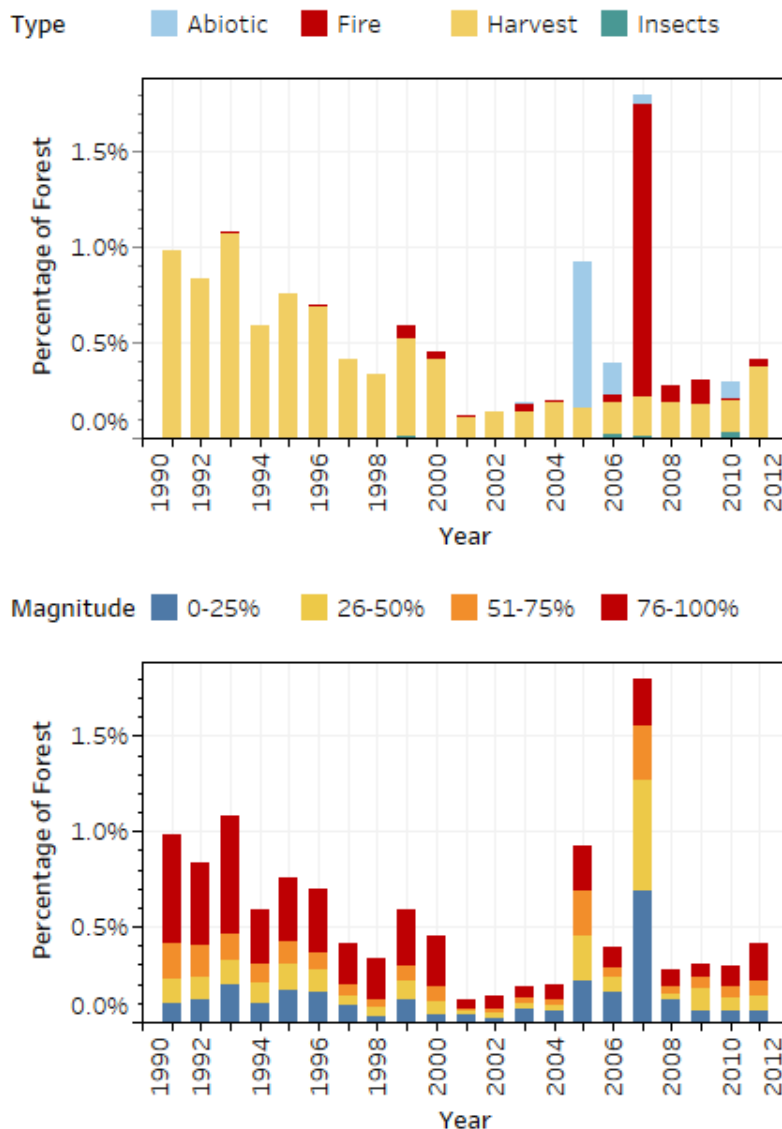 Type Abiotic Fire Harvest Insects
Percentage of Forest
1.5%
1.0%
0.5%
0.0%
1990 1992 1994 1996 1998 2000 2002 2004 2006 2008 2010 2012
Year
Magnitude 0-25% 26-50% 51-75% 76-100%
Percentage of Forest
1.5%
1.0%
0.5%
0.0%
1990 1992 1994 1996 1998 2000 2002 2004 2006 2008 2010 2012
Year